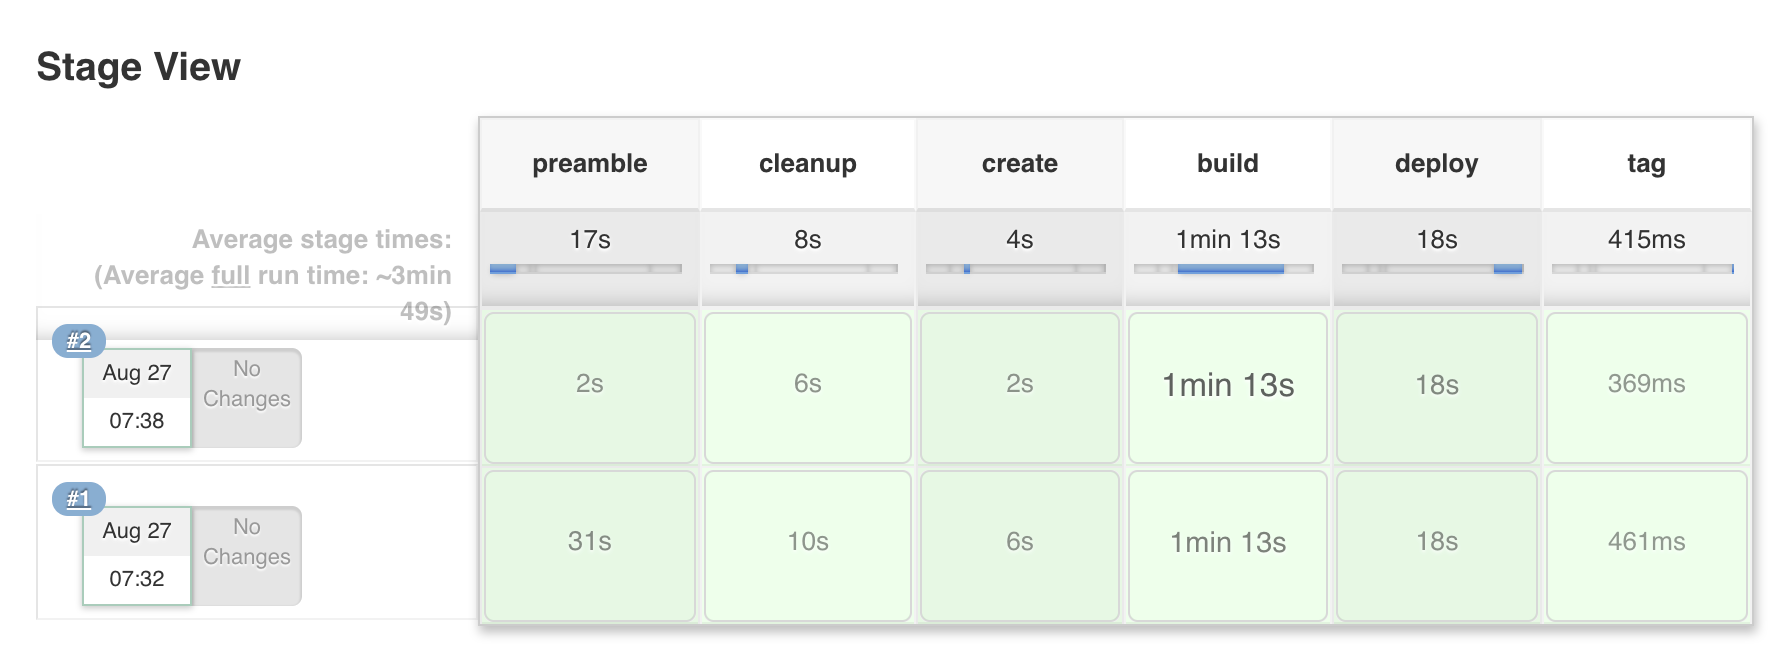 Stage View
preamble cleanup create build deploy tag
Average stage times: 17s 8s 4s 1min 13s 18s 415ms
(Average full run time: ~3min
49s)
#2
Aug 27 No
Changes 2s 6s 2s 1min 13s 18s 369ms
07:38
#1
Aug 27 No
Changes 31s 10s 6s 1min 13s 18s 461ms
07:32